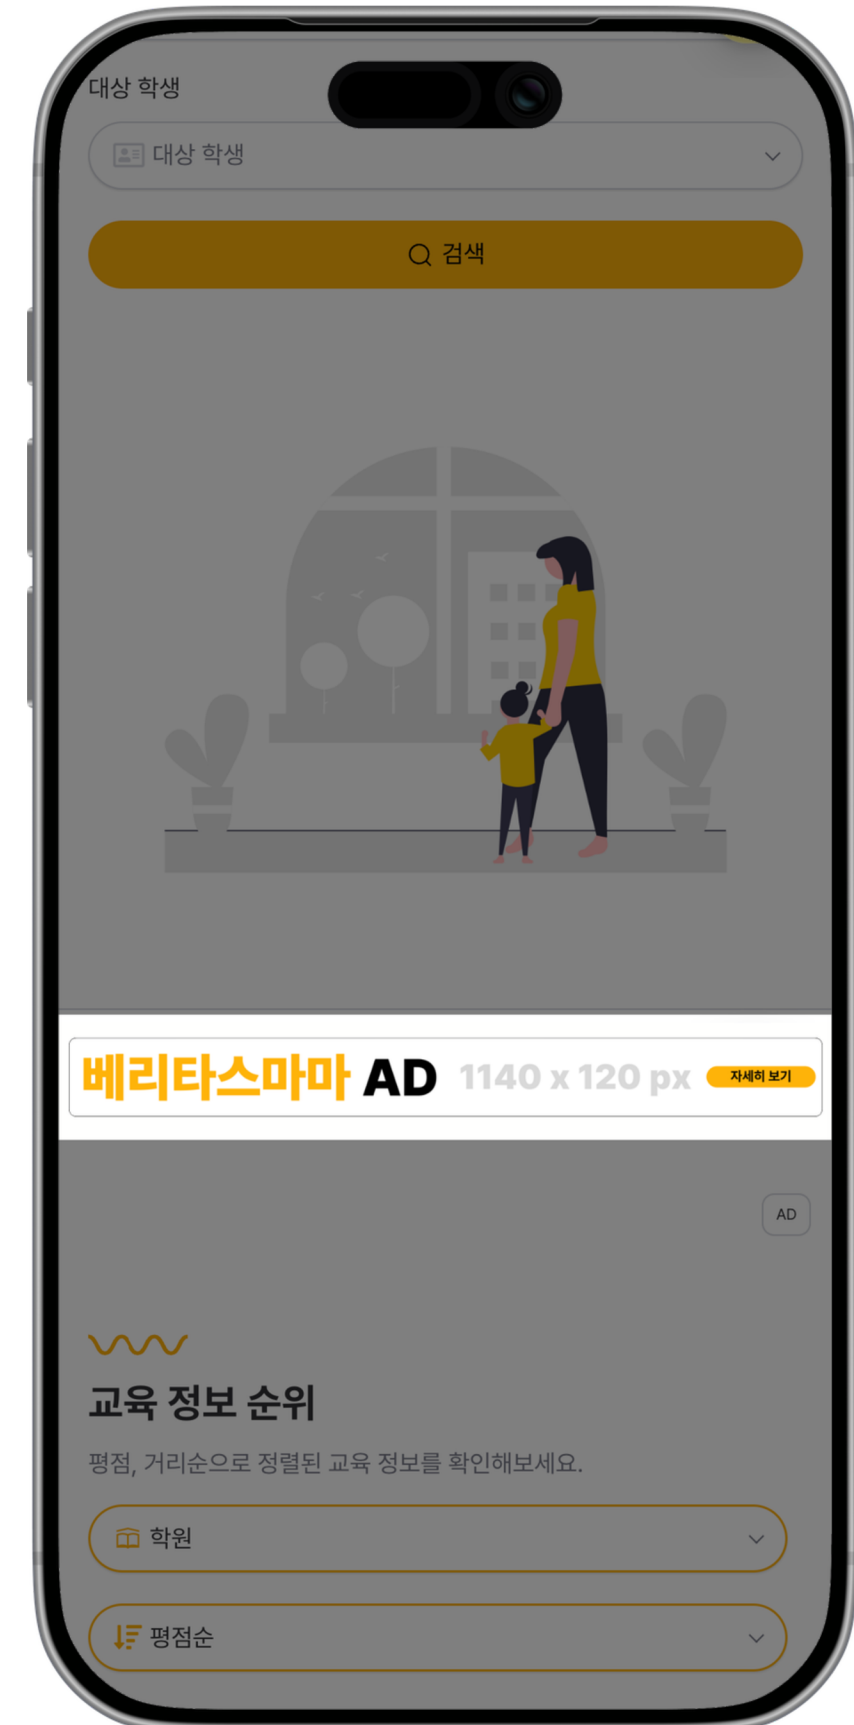 대상 학생
대상 학생
검색
베리타스마마 AD 1140 x 120 px 자세히 보기
AD
교육 정보 순위
평점, 거리순으로 정렬된 교육 정보를 확인해보세요.
학원
평점순